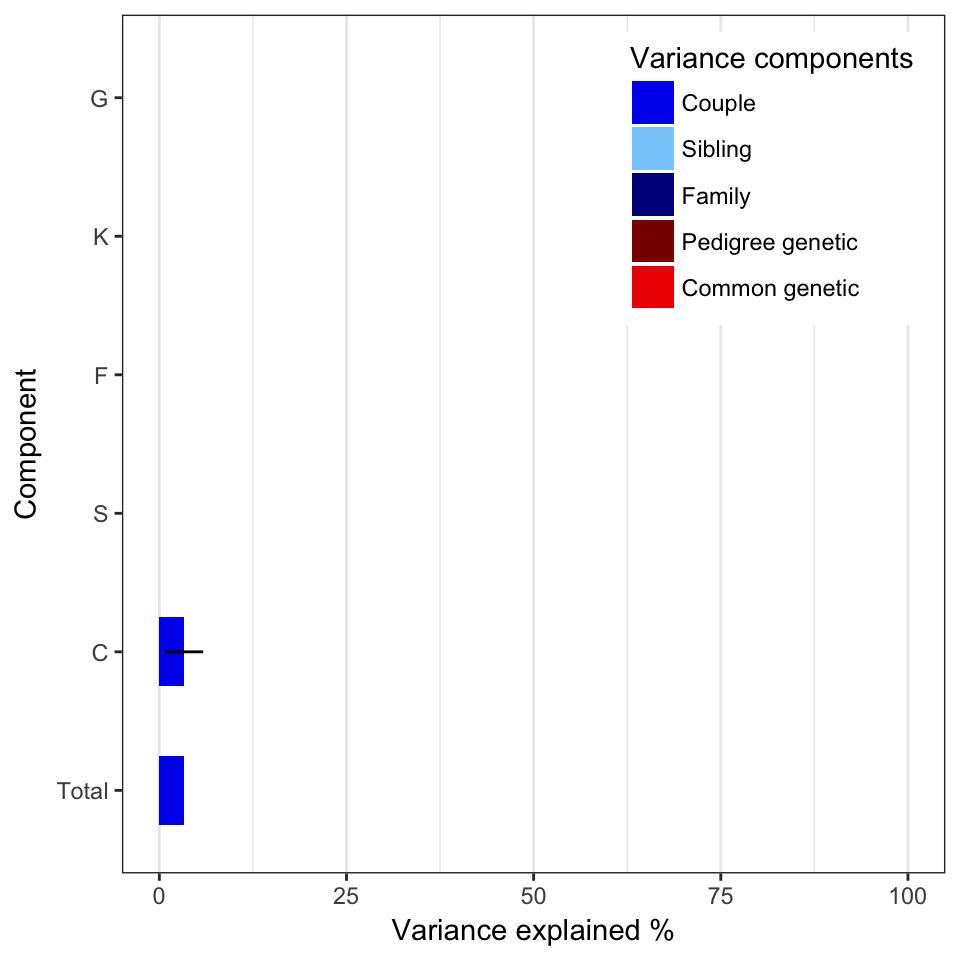 Variance components
Couple
Sibling
Family
Pedigree genetic
Common genetic
G
K
F
S
C
Total
Component
0 25 50 75 100
Variance explained %